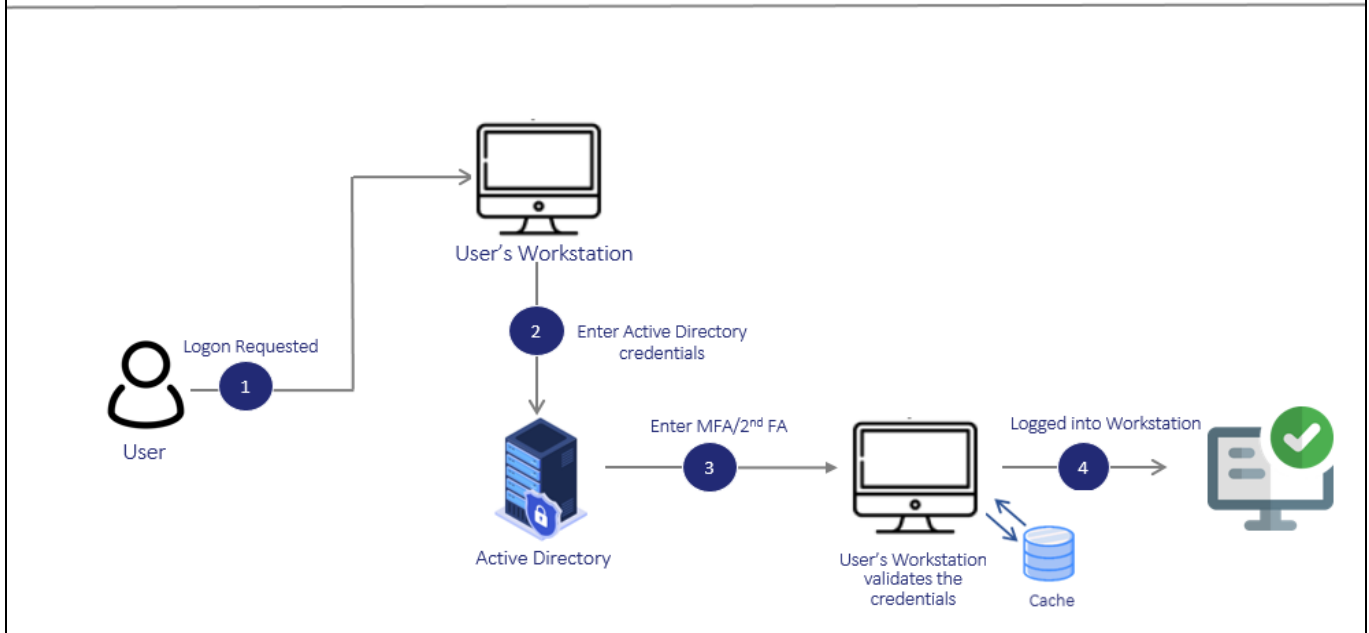 User's Workstation
2
Enter Active Directory
credentials
Logon Requested
1
User
Active Directory
Enter MFA/2nd FA
3
User's Workstation
validates the
credentials
Cache
Logged into Workstation
4